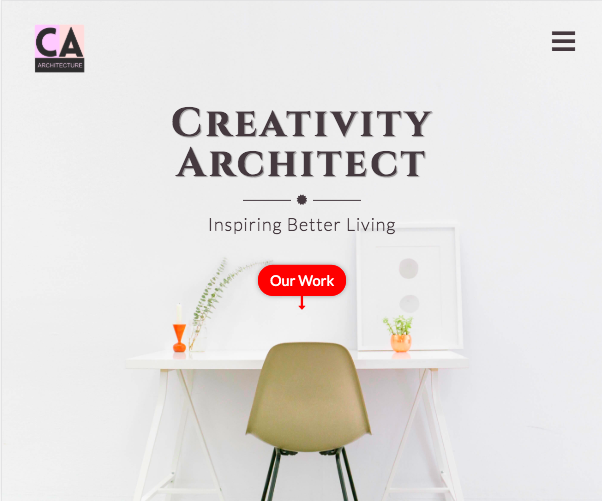 CA
ARCHITECTURE
Creativity
Architect
Inspiring Better Living
Our Work